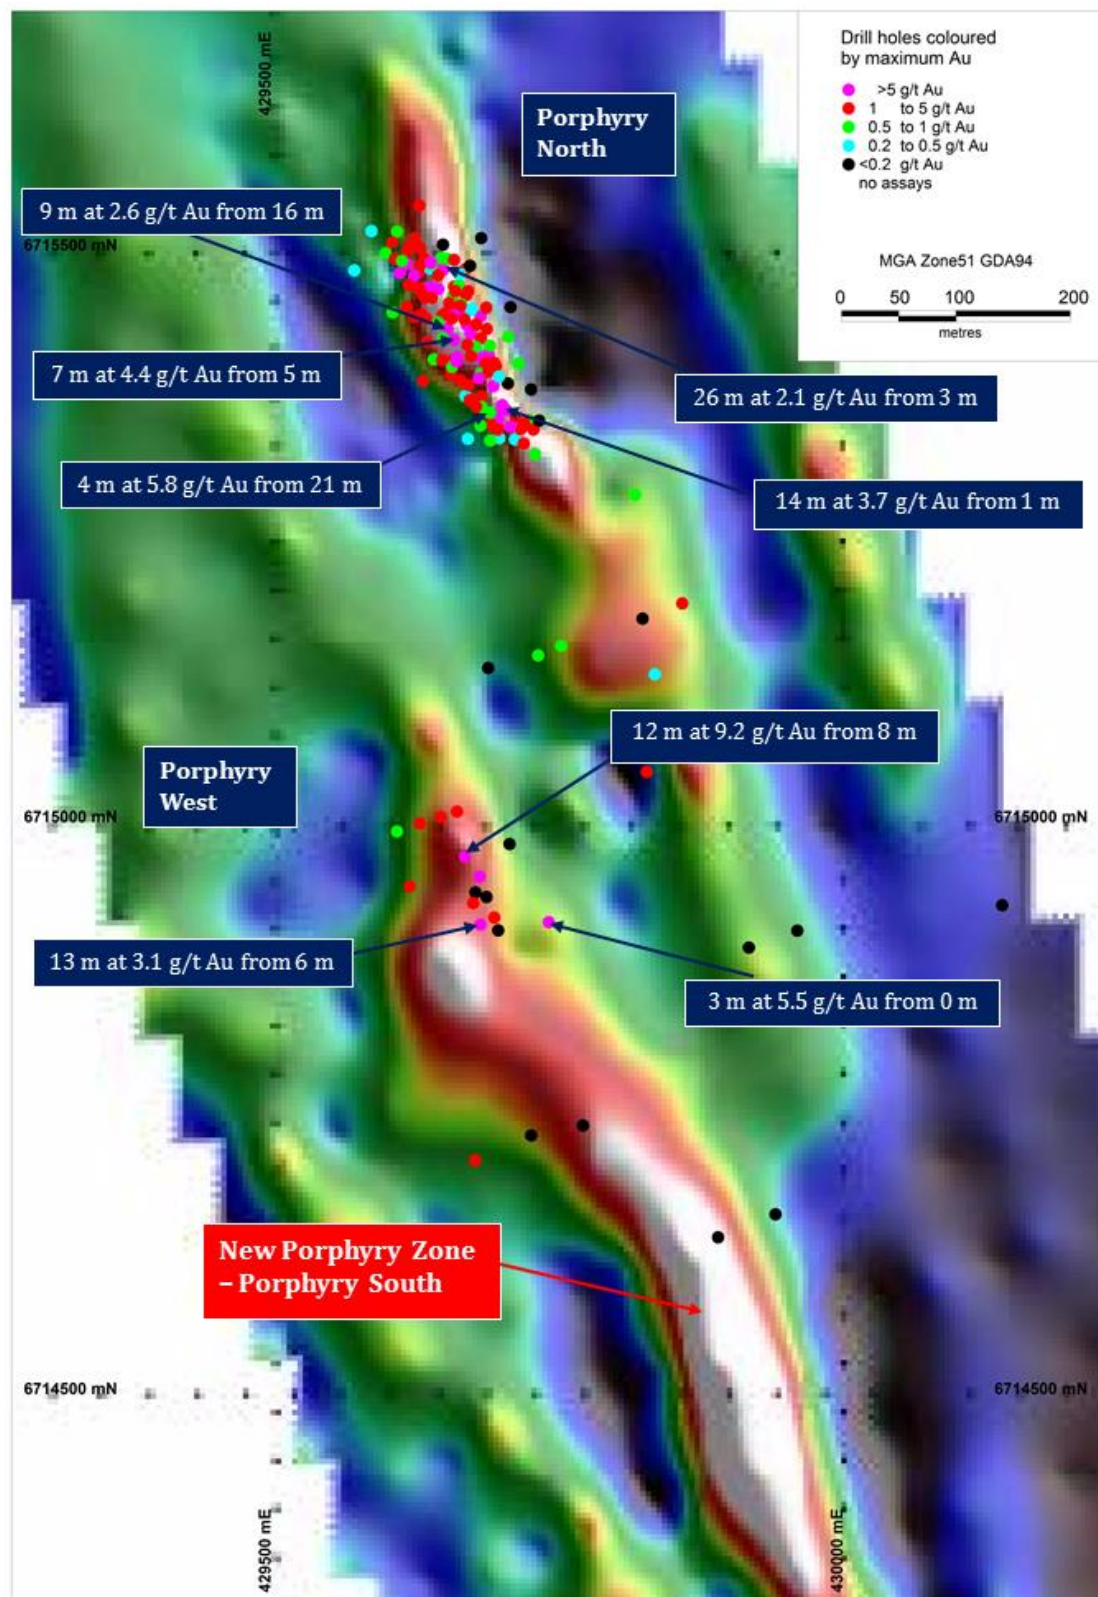 Drill holes coloured
by maximum Au
>5 g/t Au
1 to 5 g/t Au
0.5 to 1 g/t Au
0.2 to 0.5 g/t Au
<0.2 g/t Au
no assays
MGA Zone51 GDA94
0 50 100 200
metres
429500 mE
Porphyry
North
9 m at 2.6 g/t Au from 16 m
6715500 mN
7 m at 4.4 g/t Au from 5 m
26 m at 2.1 g/t Au from 3 m
4 m at 5.8 g/t Au from 21 m
14 m at 3.7 g/t Au from 1 m
12 m at 9.2 g/t Au from 8 m
Porphyry
West
6715000 mN
6715000 mN
13 m at 3.1 g/t Au from 6 m
3 m at 5.5 g/t Au from 0 m
New Porphyry Zone
– Porphyry South
6714500 mN
6714500 mN
429500 mE
430000 mE